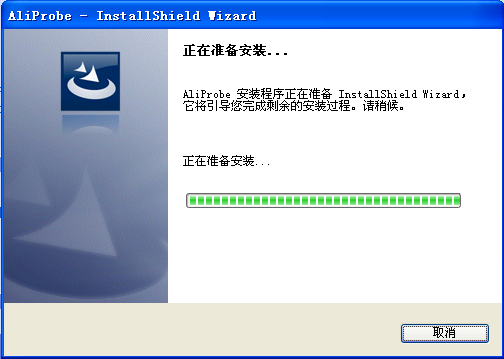 AliProbe - InstallShield Wizard
正在准备安装...
AliProbe 安装程序正在准备 InstallShield Wizard，
它将引导您完成剩余的安装过程。请稍候。
正在准备安装...
取消